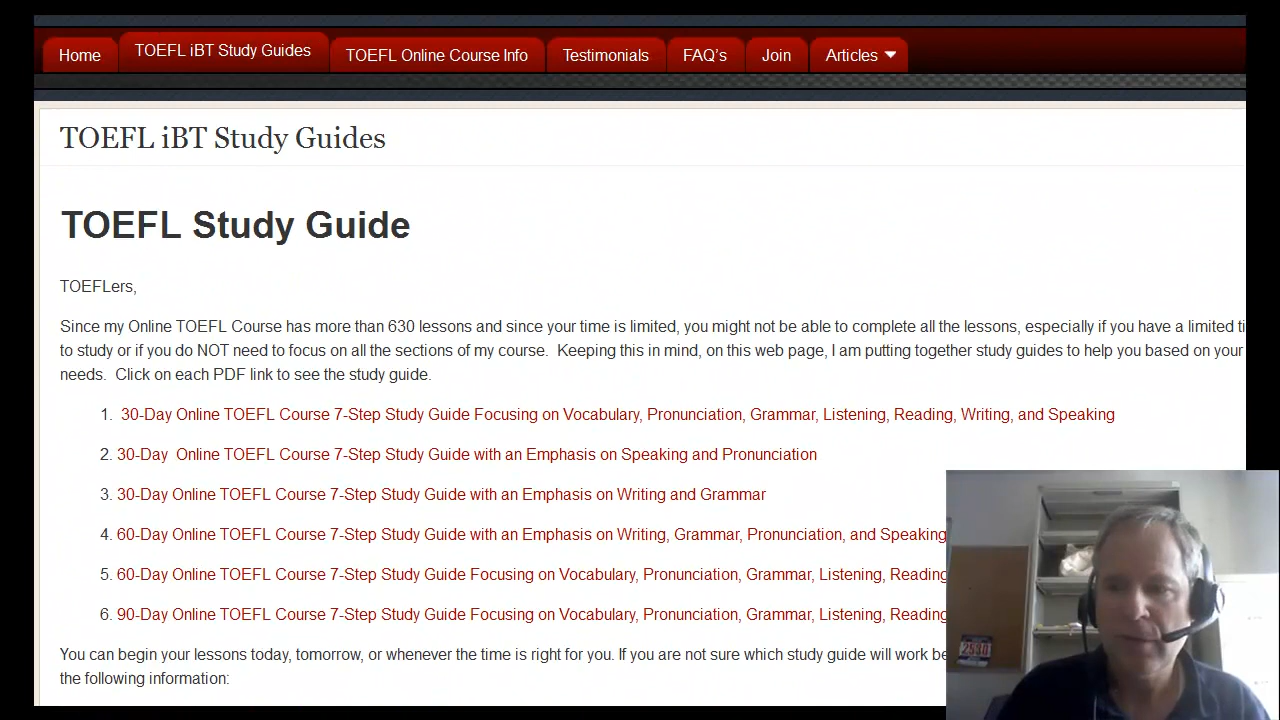 Home TOEFL iBT Study Guides TOEFL Online Course Info Testimonials FAQ's Join Articles
TOEFL iBT Study Guides
TOEFL Study Guide
TOEFLers,
Since my Online TOEFL Course has more than 630 lessons and since your time is limited, you might not be able to complete all the lessons, especially if you have a limited ti
to study or if you do NOT need to focus on all the sections of my course.  Keeping this in mind, on this web page, I am putting together study guides to help you based on your
needs.  Click on each PDF link to see the study guide.
1. 30-Day Online TOEFL Course 7-Step Study Guide Focusing on Vocabulary, Pronunciation, Grammar, Listening, Reading, Writing, and Speaking
2. 30-Day  Online TOEFL Course 7-Step Study Guide with an Emphasis on Speaking and Pronunciation
3. 30-Day Online TOEFL Course 7-Step Study Guide with an Emphasis on Writing and Grammar
4. 60-Day Online TOEFL Course 7-Step Study Guide with an Emphasis on Writing, Grammar, Pronunciation, and Speaking
5. 60-Day Online TOEFL Course 7-Step Study Guide Focusing on Vocabulary, Pronunciation, Grammar, Listening, Reading
6. 90-Day Online TOEFL Course 7-Step Study Guide Focusing on Vocabulary, Pronunciation, Grammar, Listening, Reading
You can begin your lessons today, tomorrow, or whenever the time is right for you. If you are not sure which study guide will work be
the following information:
2530